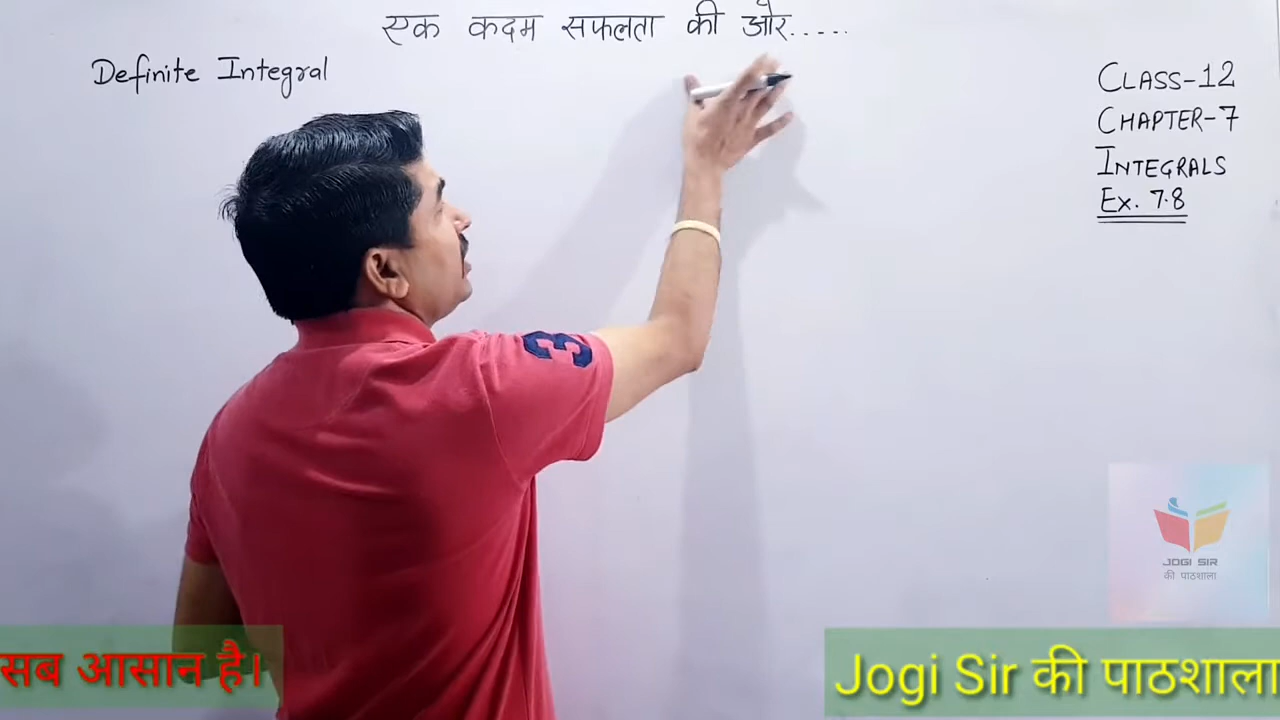 एक कदम सफलता की ओर.....
Definite Integral
CLASS-12
CHAPTER-7
INTEGRALS
Ex. 7.8
3
JOGI SIR
की पाठशाला
सब आसान है।
Jogi Sir की पाठशाला